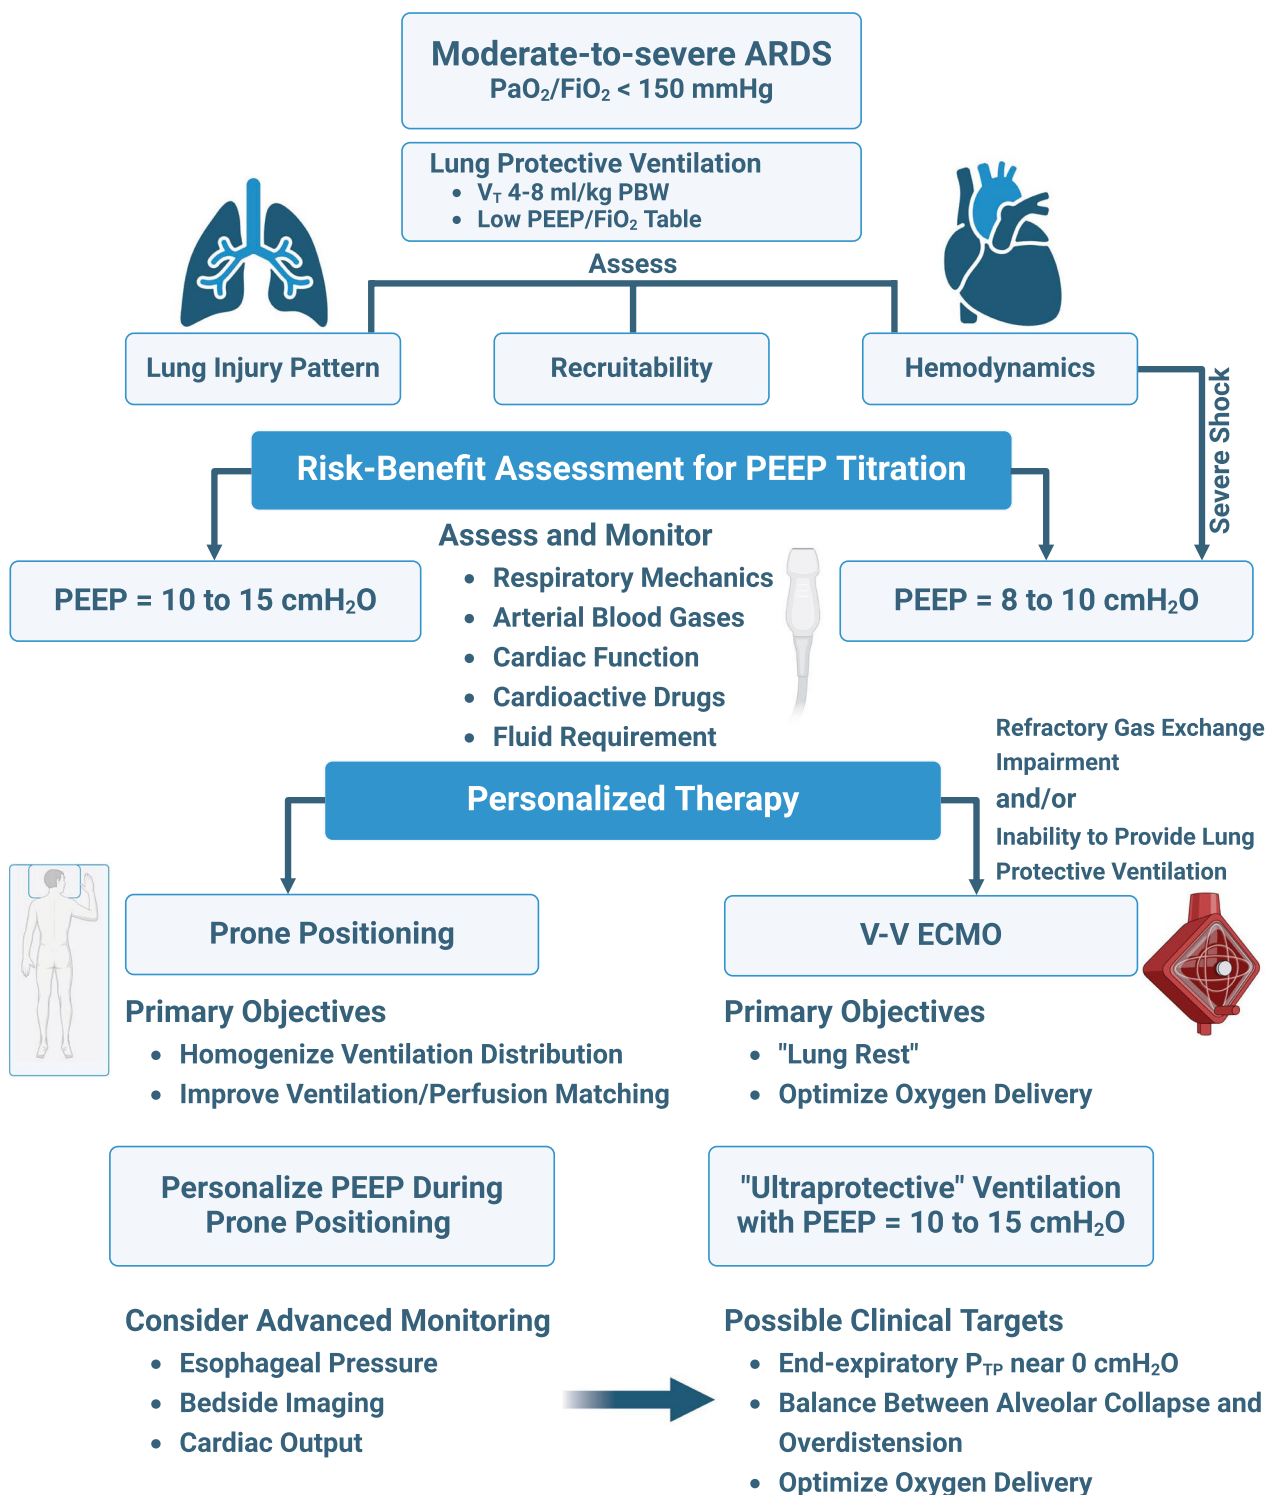 Moderate-to-severe ARDS
PaO₂/FiO₂ < 150 mmHg
Lung Protective Ventilation
• V_T 4-8 ml/kg PBW
• Low PEEP/FiO₂ Table
Assess
Lung Injury Pattern
Recruitability
Hemodynamics
Severe Shock
Risk-Benefit Assessment for PEEP Titration
PEEP = 10 to 15 cmH₂O
Assess and Monitor
• Respiratory Mechanics
• Arterial Blood Gases
• Cardiac Function
• Cardioactive Drugs
• Fluid Requirement
PEEP = 8 to 10 cmH₂O
Personalized Therapy
Refractory Gas Exchange
Impairment
and/or
Inability to Provide Lung
Protective Ventilation
Prone Positioning
Primary Objectives
• Homogenize Ventilation Distribution
• Improve Ventilation/Perfusion Matching
Personalize PEEP During
Prone Positioning
Consider Advanced Monitoring
• Esophageal Pressure
• Bedside Imaging
• Cardiac Output
V-V ECMO
Primary Objectives
• "Lung Rest"
• Optimize Oxygen Delivery
"Ultraprotective" Ventilation
with PEEP = 10 to 15 cmH₂O
Possible Clinical Targets
• End-expiratory P_TP near 0 cmH₂O
• Balance Between Alveolar Collapse and
Overdistension
• Optimize Oxygen Delivery